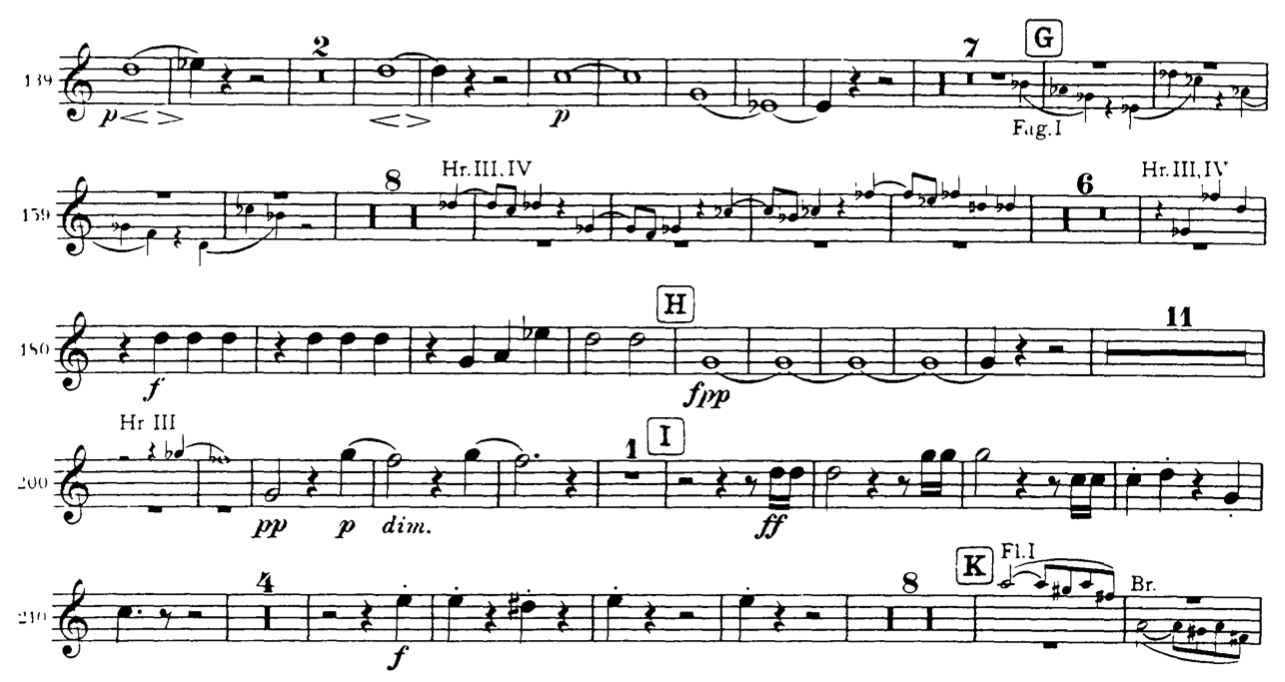 2 7 G
139 p p Fag. I
8 Hr. III, IV 6 Hr. III, IV
159
H 11
180 f fpp
Hr III 1 I
200 pp p dim. ff
4 8 K Fl. I Br.
210 f